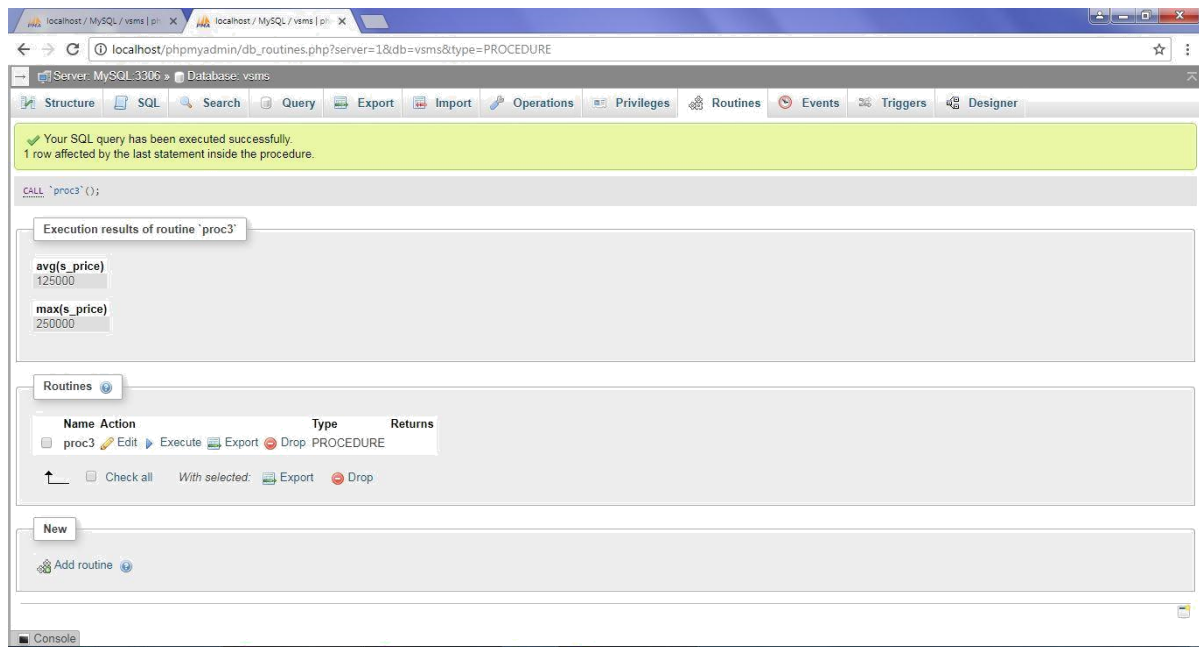 localhost / MySQL / vsms | ph
localhost / MySQL / vsms | ph
localhost/phpmyadmin/db_routines.php?server=1&db=vsms&type=PROCEDURE
Server: MySQL:3306 » Database: vsms
Structure SQL Search Query Export Import Operations Privileges Routines Events Triggers Designer
Your SQL query has been executed successfully.
1 row affected by the last statement inside the procedure.
CALL `proc3`();
Execution results of routine `proc3`
avg(s_price)
125000
max(s_price)
250000
Routines
Name Action Type Returns
proc3 Edit Execute Export Drop PROCEDURE
Check all With selected: Export Drop
New
Add routine
Console